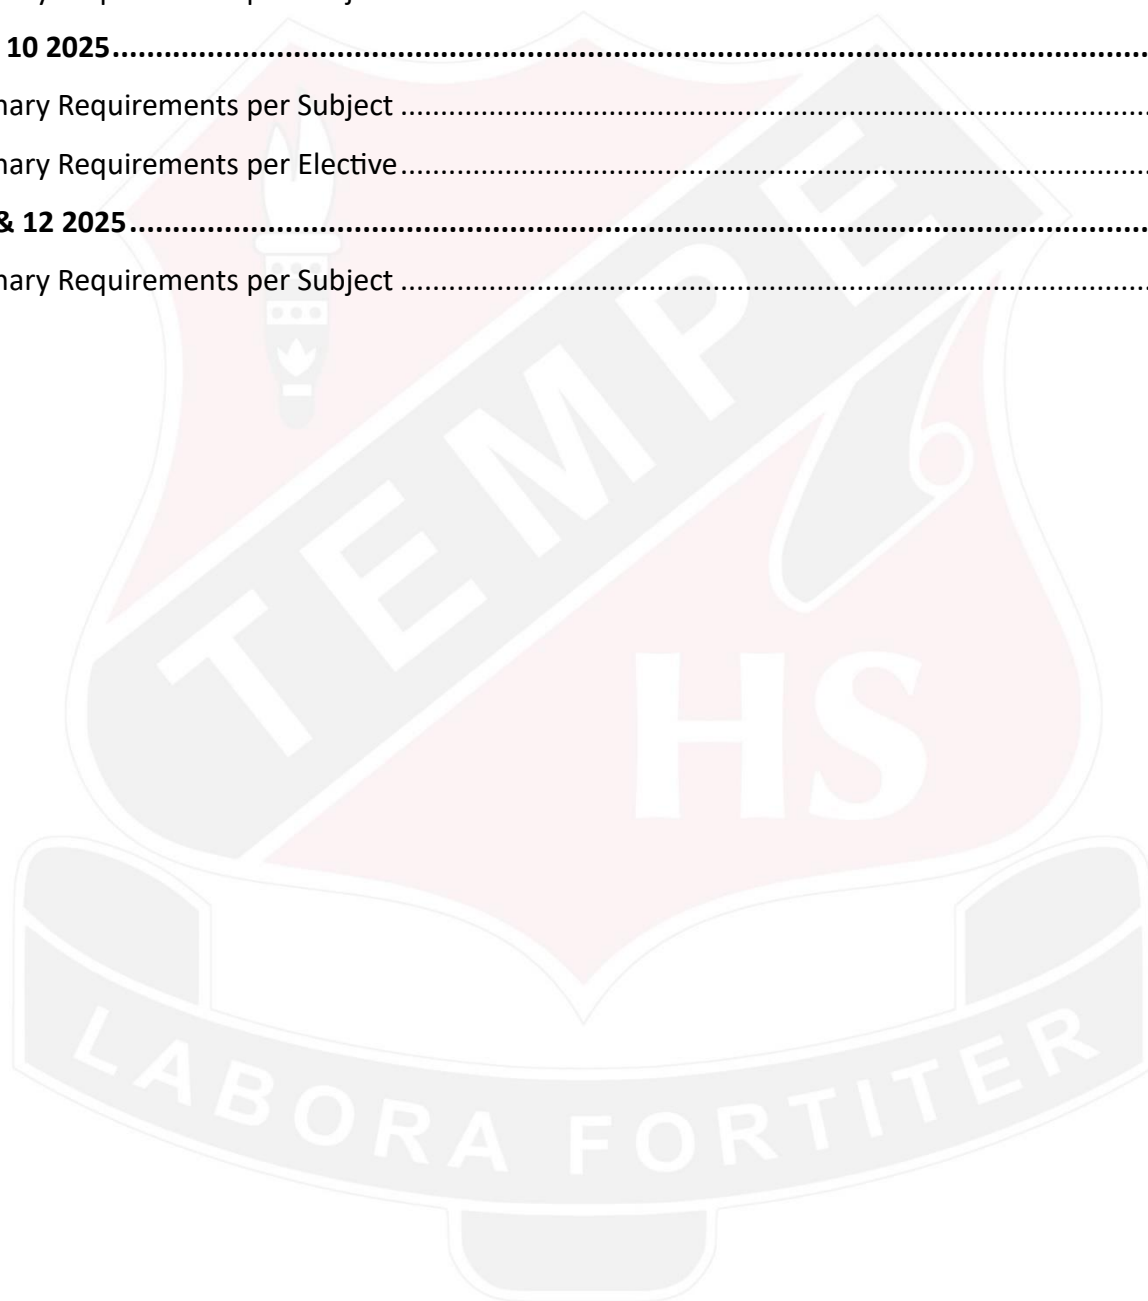 10 2025..........................................................................................................................
nary Requirements per Subject ..............................................................................................
nary Requirements per Elective..............................................................................................
& 12 2025........................................................................................................................
nary Requirements per Subject ..............................................................................................
TEMPE
HS
LABORA FORTITER